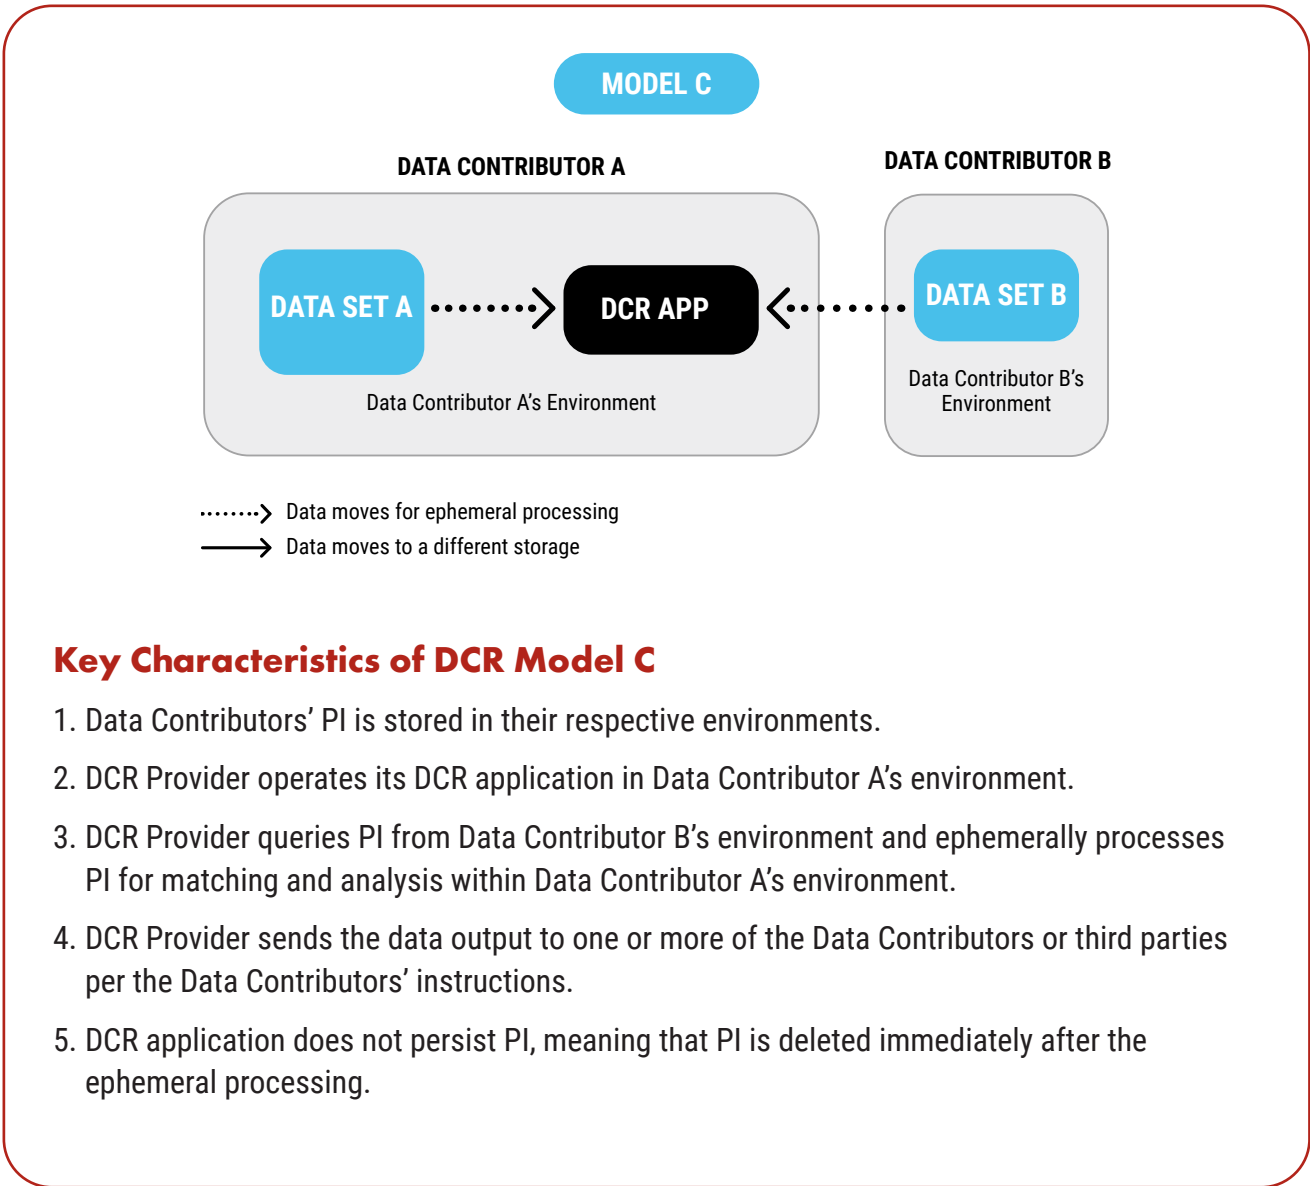 MODEL C
DATA CONTRIBUTOR A
DATA CONTRIBUTOR B
DATA SET A
DCR APP
DATA SET B
Data Contributor A’s Environment
Data Contributor B’s
Environment
Data moves for ephemeral processing
Data moves to a different storage
Key Characteristics of DCR Model C
1. Data Contributors’ PI is stored in their respective environments.
2. DCR Provider operates its DCR application in Data Contributor A’s environment.
3. DCR Provider queries PI from Data Contributor B’s environment and ephemerally processes
PI for matching and analysis within Data Contributor A’s environment.
4. DCR Provider sends the data output to one or more of the Data Contributors or third parties
per the Data Contributors’ instructions.
5. DCR application does not persist PI, meaning that PI is deleted immediately after the
ephemeral processing.